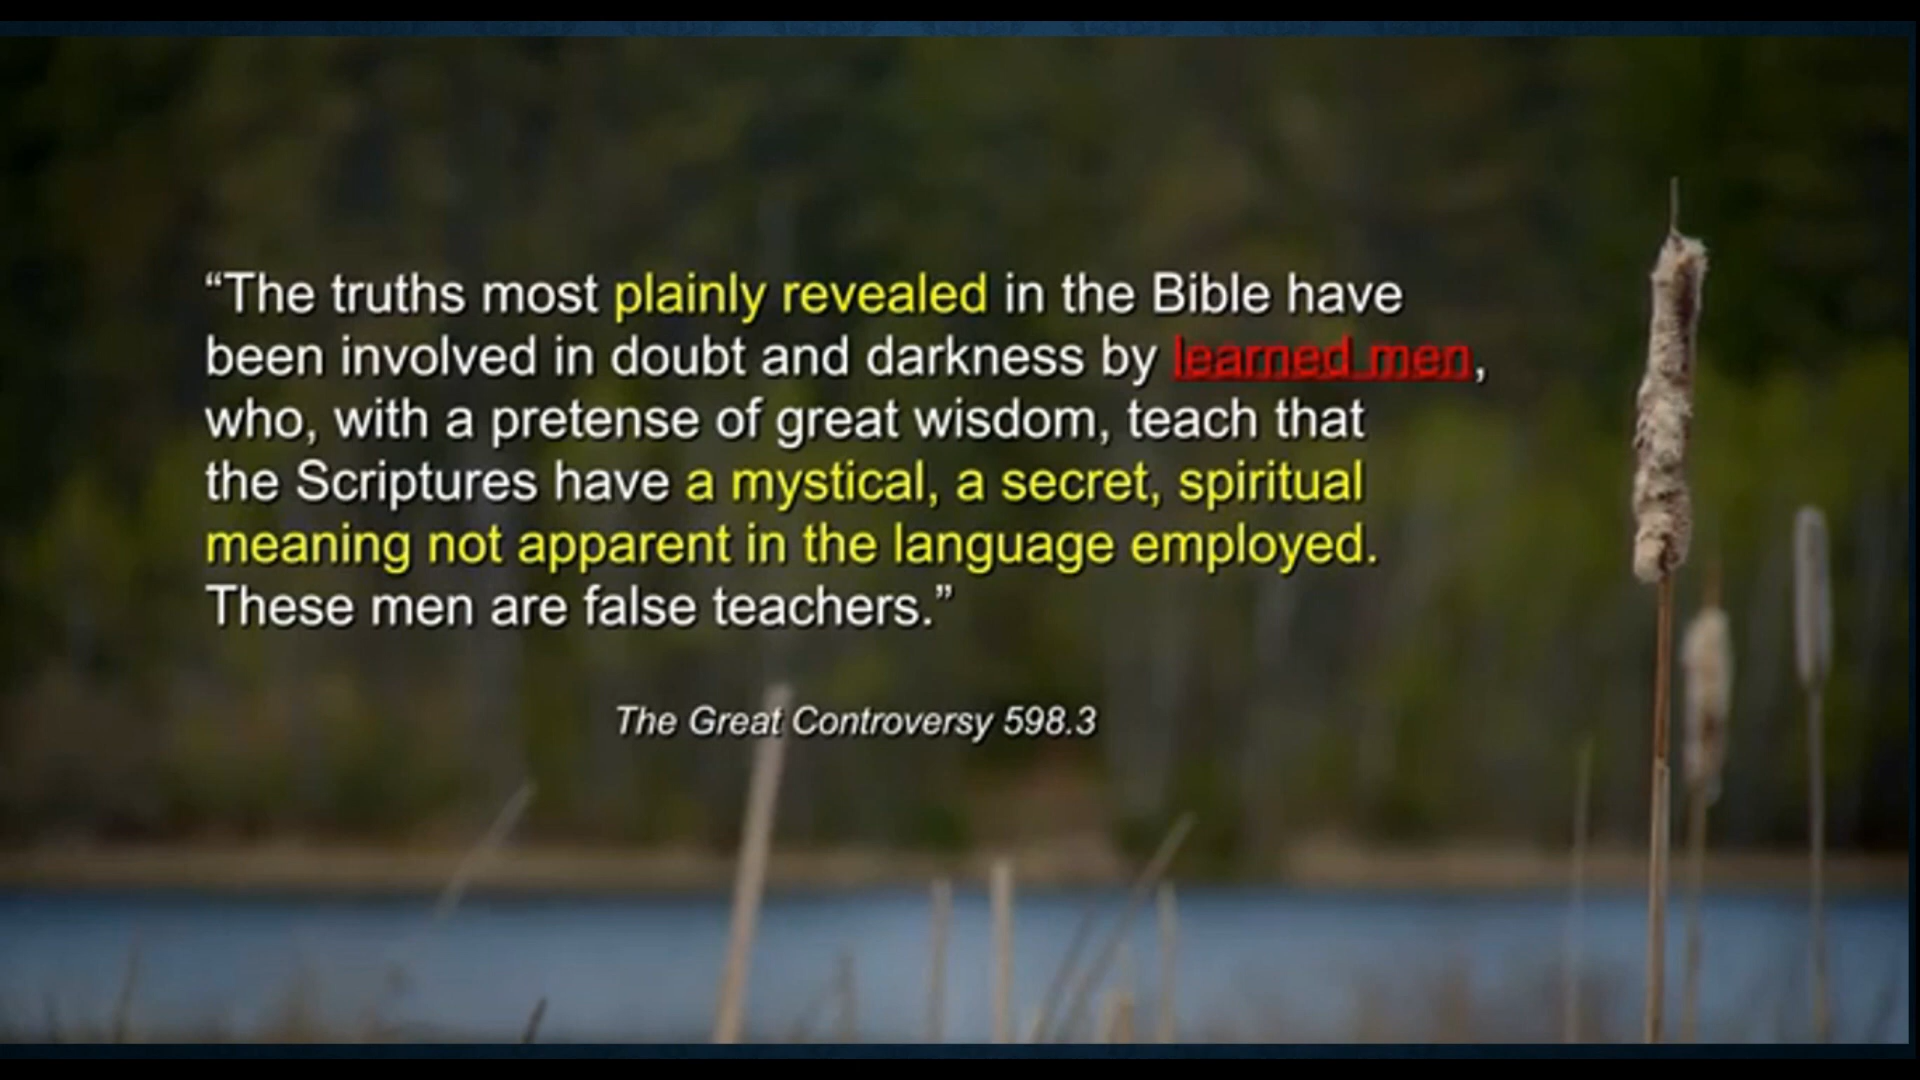 “The truths most plainly revealed in the Bible have
been involved in doubt and darkness by learned men,
who, with a pretense of great wisdom, teach that
the Scriptures have a mystical, a secret, spiritual
meaning not apparent in the language employed.
These men are false teachers.”
The Great Controversy 598.3